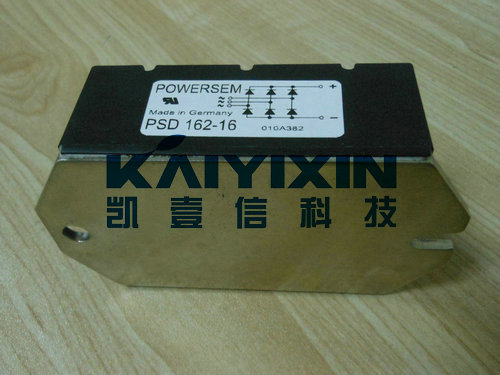 POWERSEM
Made in Germany
PSD 162-16
010A382
+
~
~
~
−
KAIYIXIN
凯壹信科技